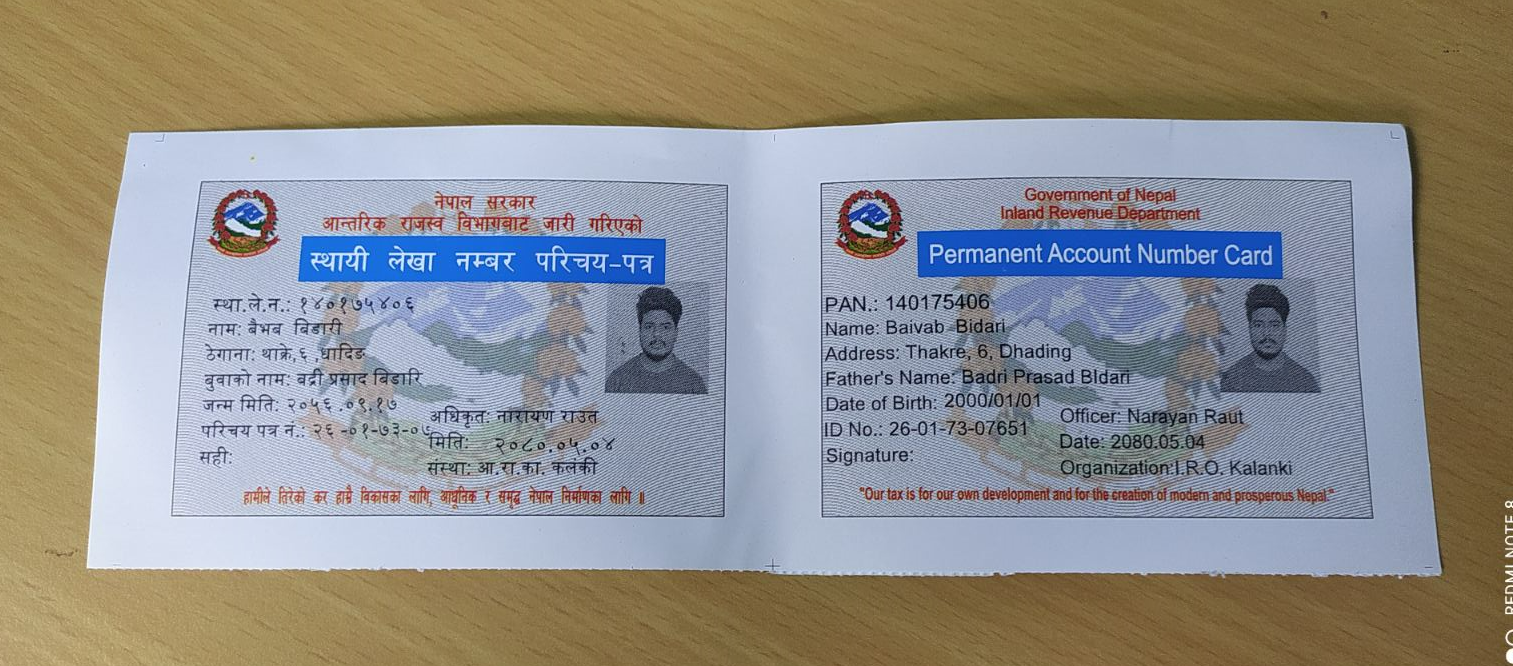 नेपाल सरकार
आन्तरिक राजस्व विभागबाट जारी गरिएको
स्थायी लेखा नम्बर परिचय-पत्र
स्था.ले.न.: १४०१७५४०६
नाम: बैभब बिडारी
ठेगाना: थाक्रे,६ ,धादिङ
बुवाको नाम: बद्री प्रसाद बिडारि
जन्म मिति: २०५६.०९.१७
परिचय पत्र नं.: २६-०१-७३-०
सही:
अधिकृत: नारायण राउत
मिति: २०८०.०५.०४
संस्था: आ.रा.का. कलंकी
हामीले तिरेको कर हाम्रै विकासका लागि, आधुनिक र समृद्ध नेपाल निर्माणका लागि ॥
Government of Nepal
Inland Revenue Department
Permanent Account Number Card
PAN.: 140175406
Name: Baivab Bidari
Address: Thakre, 6, Dhading
Father's Name: Badri Prasad BIdari
Date of Birth: 2000/01/01
ID No.: 26-01-73-07651
Signature:
Officer: Narayan Raut
Date: 2080.05.04
Organization:I.R.O. Kalanki
"Our tax is for our own development and for the creation of modern and prosperous Nepal."
REDMI NOTE 8